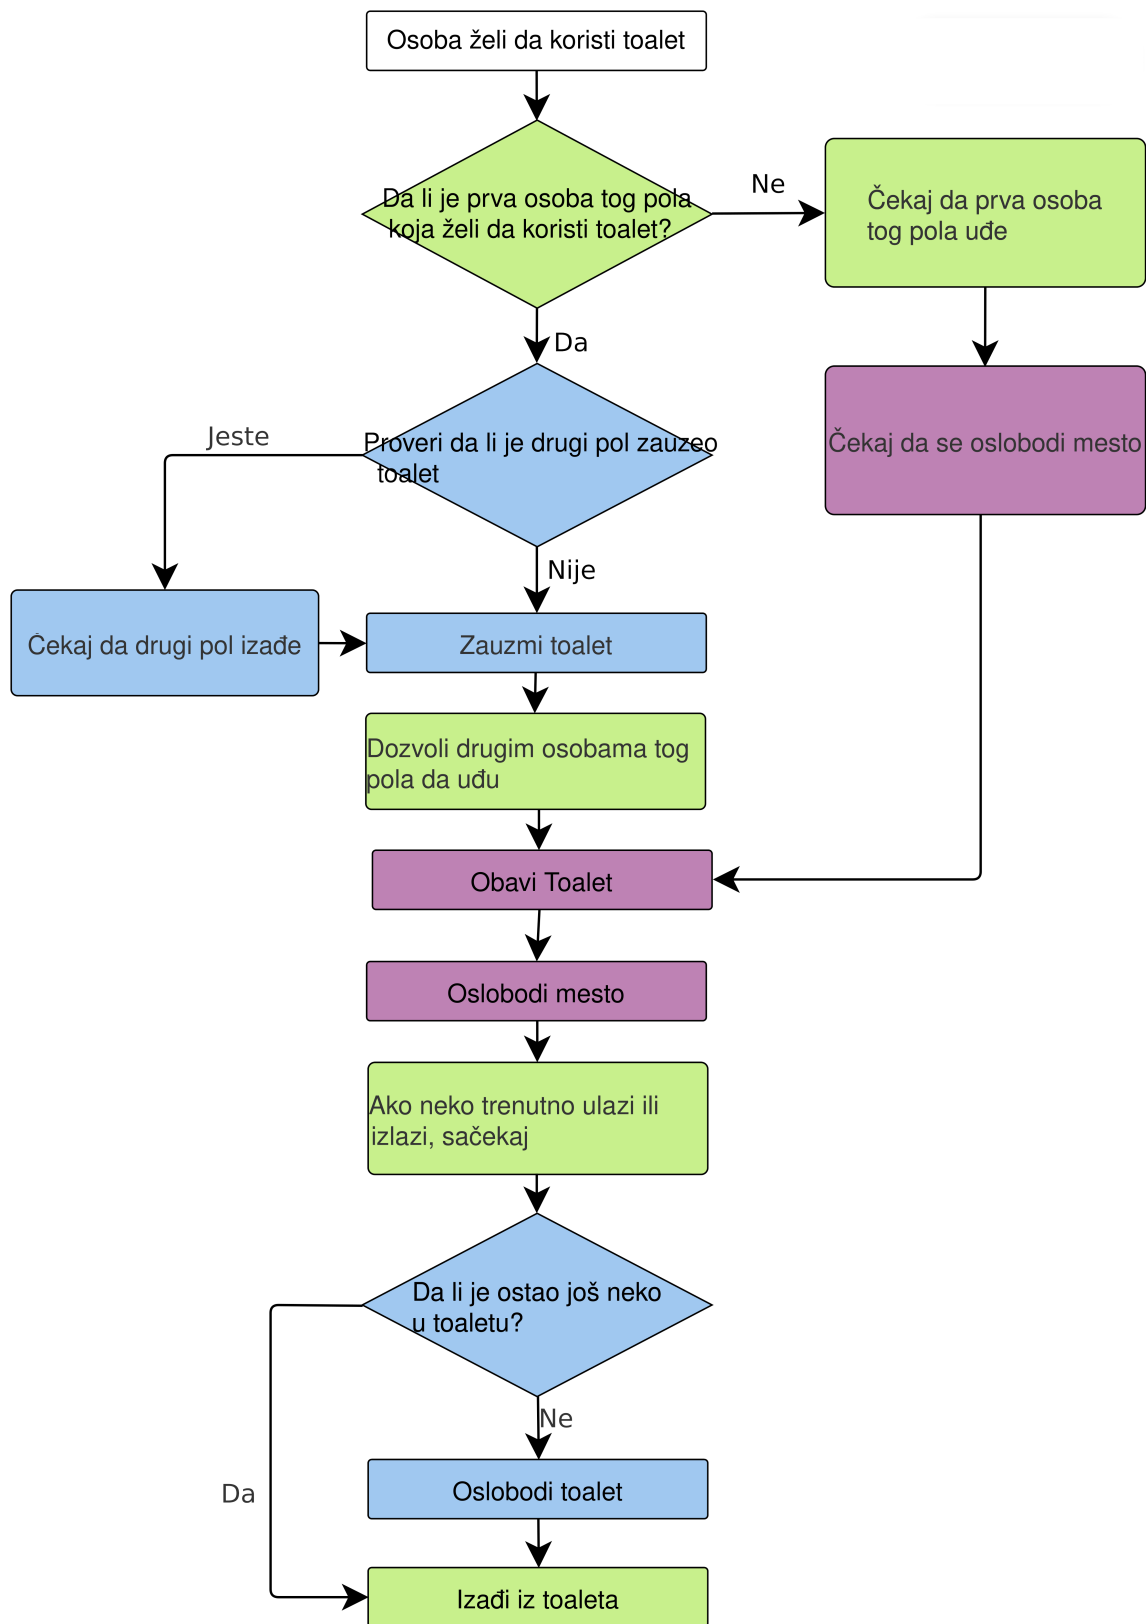 Osoba želi da koristi toalet
Da li je prva osoba tog pola
koja želi da koristi toalet?
Ne
Čekaj da prva osoba
tog pola uđe
Da
Proveri da li je drugi pol zauzeo
toalet
Jeste
Čekaj da se oslobodi mesto
Nije
Čekaj da drugi pol izađe
Zauzmi toalet
Dozvoli drugim osobama tog
pola da uđu
Obavi Toalet
Oslobodi mesto
Ako neko trenutno ulazi ili
izlazi, sačekaj
Da li je ostao još neko
u toaletu?
Ne
Da
Oslobodi toalet
Izađi iz toaleta